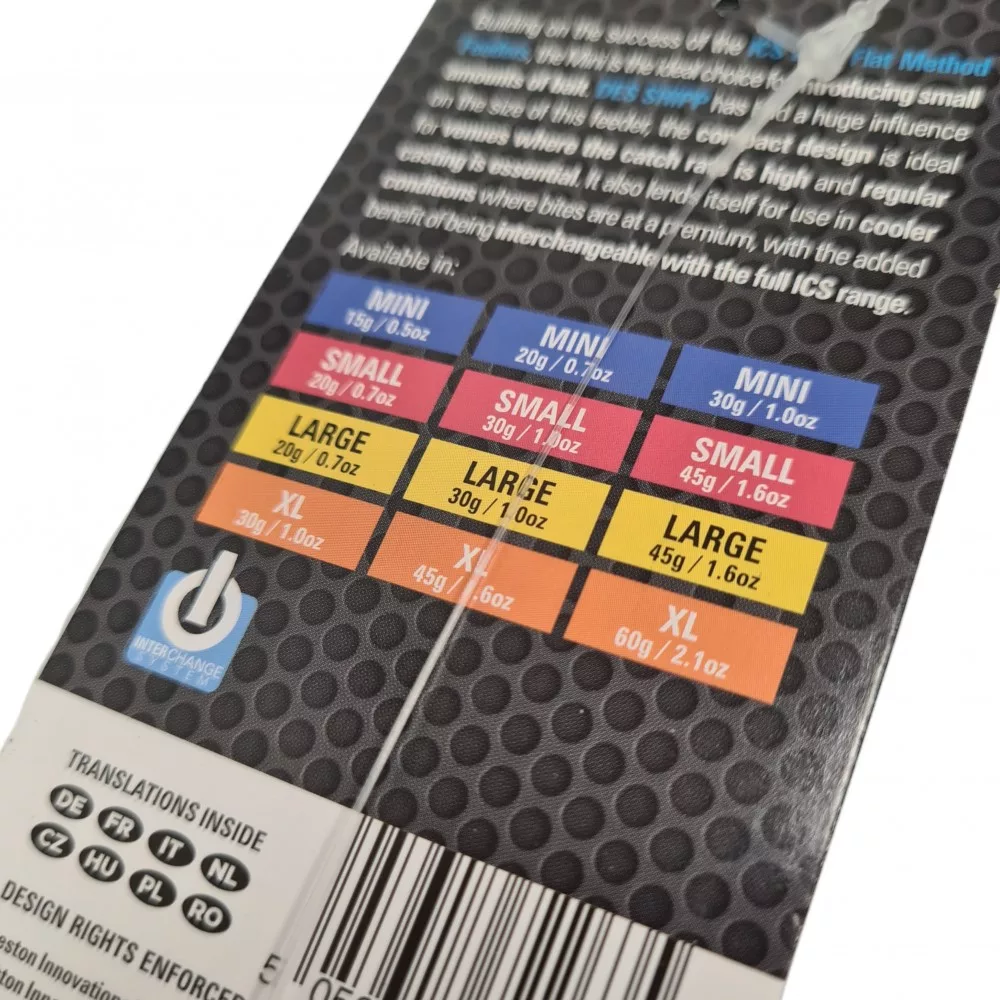 Building on the success of the ICS Flat Method
Feeders, the Mini is the ideal choice for introducing small
amounts of bait. DES SHIPP has had a huge influence
on the size of this feeder, the compact design is ideal
for venues where the catch rate is high and regular
casting is essential. It also lends itself for use in cooler
conditions where bites are at a premium, with the added
benefit of being interchangeable with the full ICS range.
Available in:
MINI MINI MINI
15g / 0.5oz 20g / 0.7oz 30g / 1.0oz
SMALL SMALL SMALL
20g / 0.7oz 30g / 1.0oz 45g / 1.6oz
LARGE LARGE LARGE
20g / 0.7oz 30g / 1.0oz 45g / 1.6oz
XL XL XL
30g / 1.0oz 45g / 1.6oz 60g / 2.1oz
INTERCHANGE
SYSTEM
TRANSLATIONS INSIDE
DE FR IT NL
CZ HU PL RO
DESIGN RIGHTS ENFORCE
eston Innovation
ston Innov
5